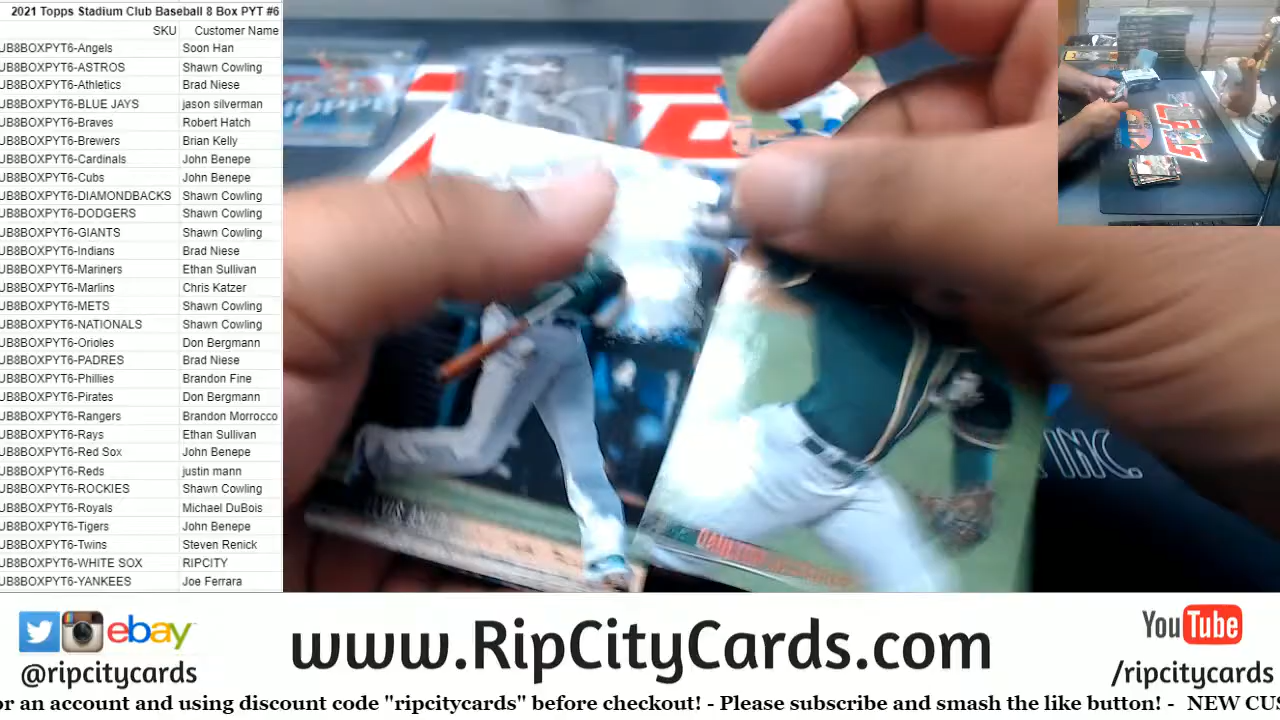 2021 Topps Stadium Club Baseball 8 Box PYT #6
SKU Customer Name
UB8BOXPYT6-Angels Soon Han
UB8BOXPYT6-ASTROS Shawn Cowling
UB8BOXPYT6-Athletics Brad Niese
UB8BOXPYT6-BLUE JAYS jason silverman
UB8BOXPYT6-Braves Robert Hatch
UB8BOXPYT6-Brewers Brian Kelly
UB8BOXPYT6-Cardinals John Benepe
UB8BOXPYT6-Cubs John Benepe
UB8BOXPYT6-DIAMONDBACKS Shawn Cowling
UB8BOXPYT6-DODGERS Shawn Cowling
UB8BOXPYT6-GIANTS Shawn Cowling
UB8BOXPYT6-Indians Brad Niese
UB8BOXPYT6-Mariners Ethan Sullivan
UB8BOXPYT6-Marlins Chris Katzer
UB8BOXPYT6-METS Shawn Cowling
UB8BOXPYT6-NATIONALS Shawn Cowling
UB8BOXPYT6-Orioles Don Bergmann
UB8BOXPYT6-PADRES Brad Niese
UB8BOXPYT6-Phillies Brandon Fine
UB8BOXPYT6-Pirates Don Bergmann
UB8BOXPYT6-Rangers Brandon Morrocco
UB8BOXPYT6-Rays Ethan Sullivan
UB8BOXPYT6-Red Sox John Benepe
UB8BOXPYT6-Reds justin mann
UB8BOXPYT6-ROCKIES Shawn Cowling
UB8BOXPYT6-Royals Michael DuBois
UB8BOXPYT6-Tigers John Benepe
UB8BOXPYT6-Twins Steven Renick
UB8BOXPYT6-WHITE SOX RIPCITY
UB8BOXPYT6-YANKEES Joe Ferrara
INC
ebay
@ripcitycards
www.RipCityCards.com
YouTube
/ripcitycards
or an account and using discount code "ripcitycards" before checkout! - Please subscribe and smash the like button! - NEW CUS